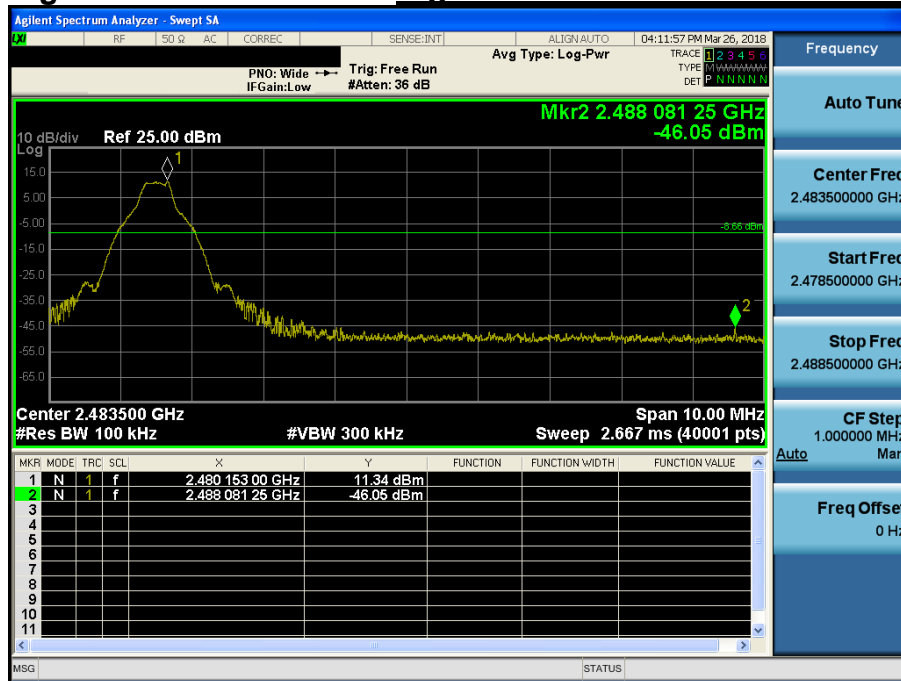 Agilent Spectrum Analyzer - Swept SA
LXI RF 50 Ω AC CORREC SENSE:INT ALIGN AUTO 04:11:57 PM Mar 26, 2018
Avg Type: Log-Pwr TRACE 1 2 3 4 5 6
PNO: Wide Trig: Free Run TYPE M W W W W W
IFGain:Low #Atten: 36 dB DET P N N N N N
Frequency
Mkr2 2.488 081 25 GHz
-46.05 dBm
10 dB/div Ref 25.00 dBm
Log
15.0
5.00
-5.00
-15.0
-25.0
-35.0
-45.0
-55.0
-65.0
1
-8.66 dBm
2
Center 2.483500 GHz Span 10.00 MHz
#Res BW 100 kHz #VBW 300 kHz Sweep 2.667 ms (40001 pts)
MKR MODE TRC SCL X Y FUNCTION FUNCTION WIDTH FUNCTION VALUE
1 N 1 f 2.480 153 00 GHz 11.34 dBm
2 N 1 f 2.488 081 25 GHz -46.05 dBm
3
4
5
6
7
8
9
10
11
MSG STATUS
Auto Tune
Center Freq
2.483500000 GHz
Start Freq
2.478500000 GHz
Stop Freq
2.488500000 GHz
CF Step
1.000000 MHz
Auto Man
Freq Offset
0 Hz